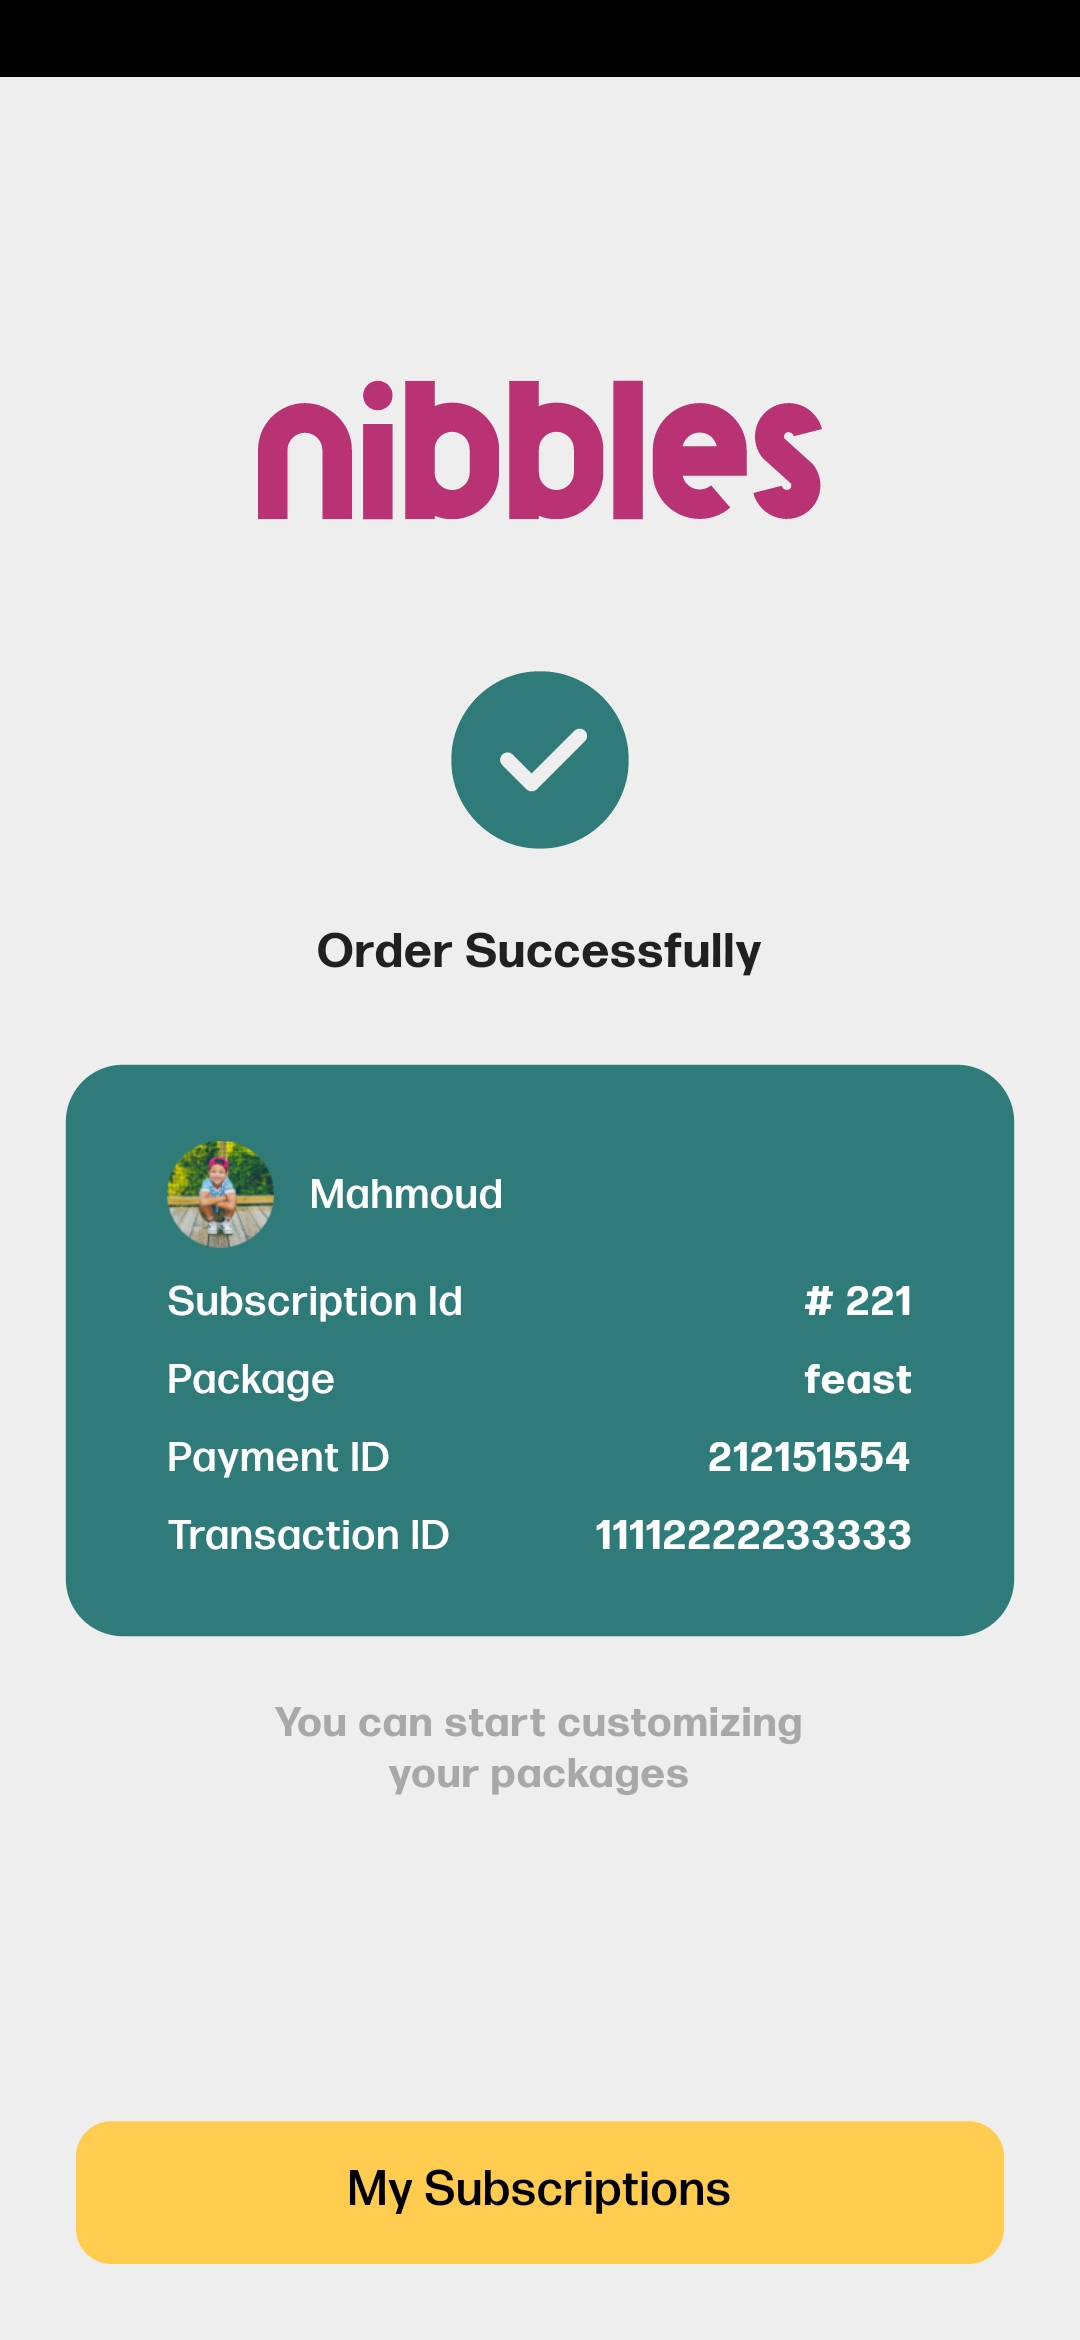 nibbles
Order Successfully
Mahmoud
Subscription Id # 221
Package feast
Payment ID 212151554
Transaction ID 11112222233333
You can start customizing
your packages
My Subscriptions